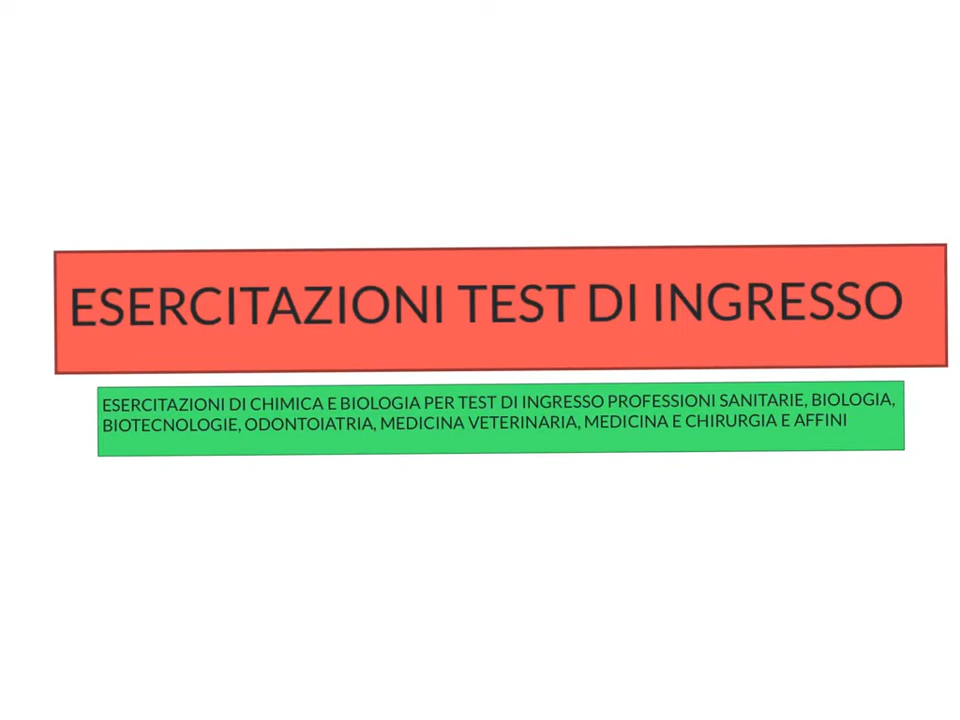 ESERCITAZIONI TEST DI INGRESSO
ESERCITAZIONI DI CHIMICA E BIOLOGIA PER TEST DI INGRESSO PROFESSIONI SANITARIE, BIOLOGIA,
BIOTECNOLOGIE, ODONTOIATRIA, MEDICINA VETERINARIA, MEDICINA E CHIRURGIA E AFFINI